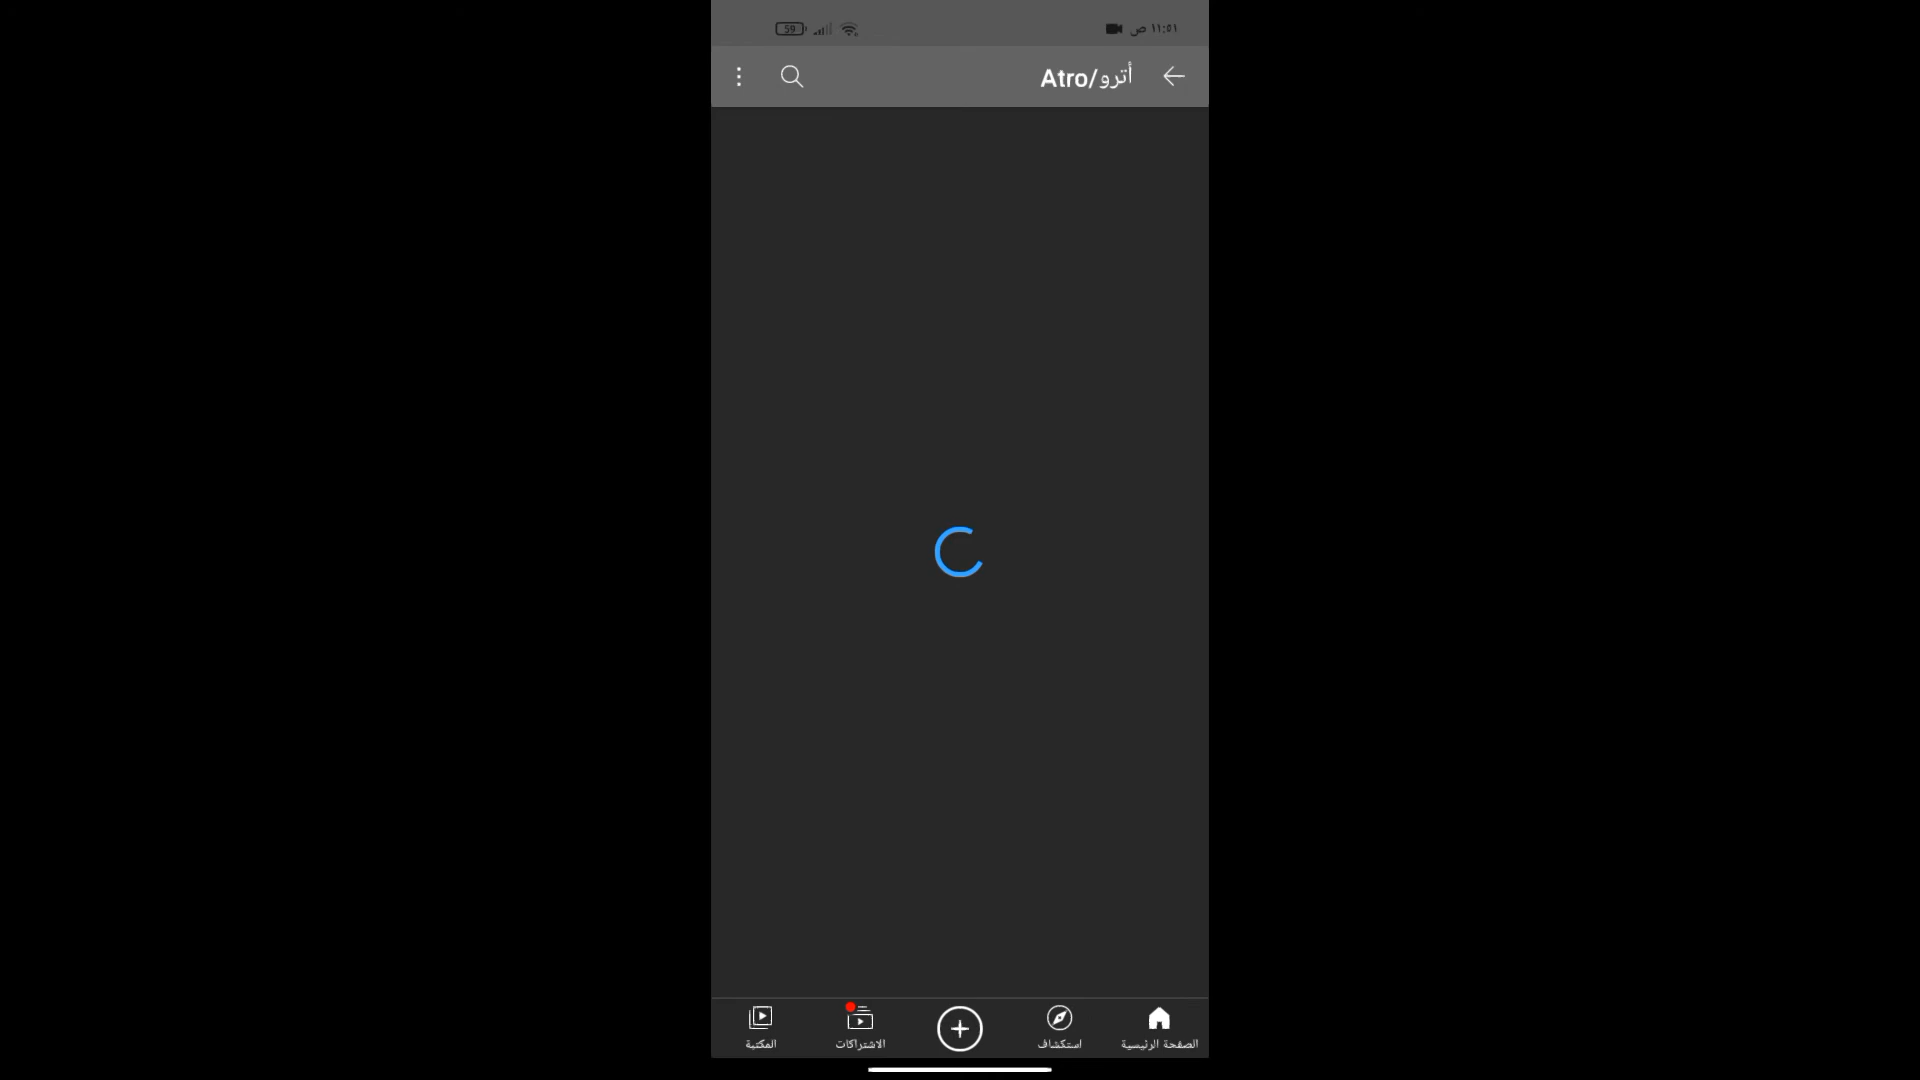 ١١:٥١ ص
59
أترو/Atro
الصفحة الرئيسية
استكشاف
الاشتراكات
المكتبة